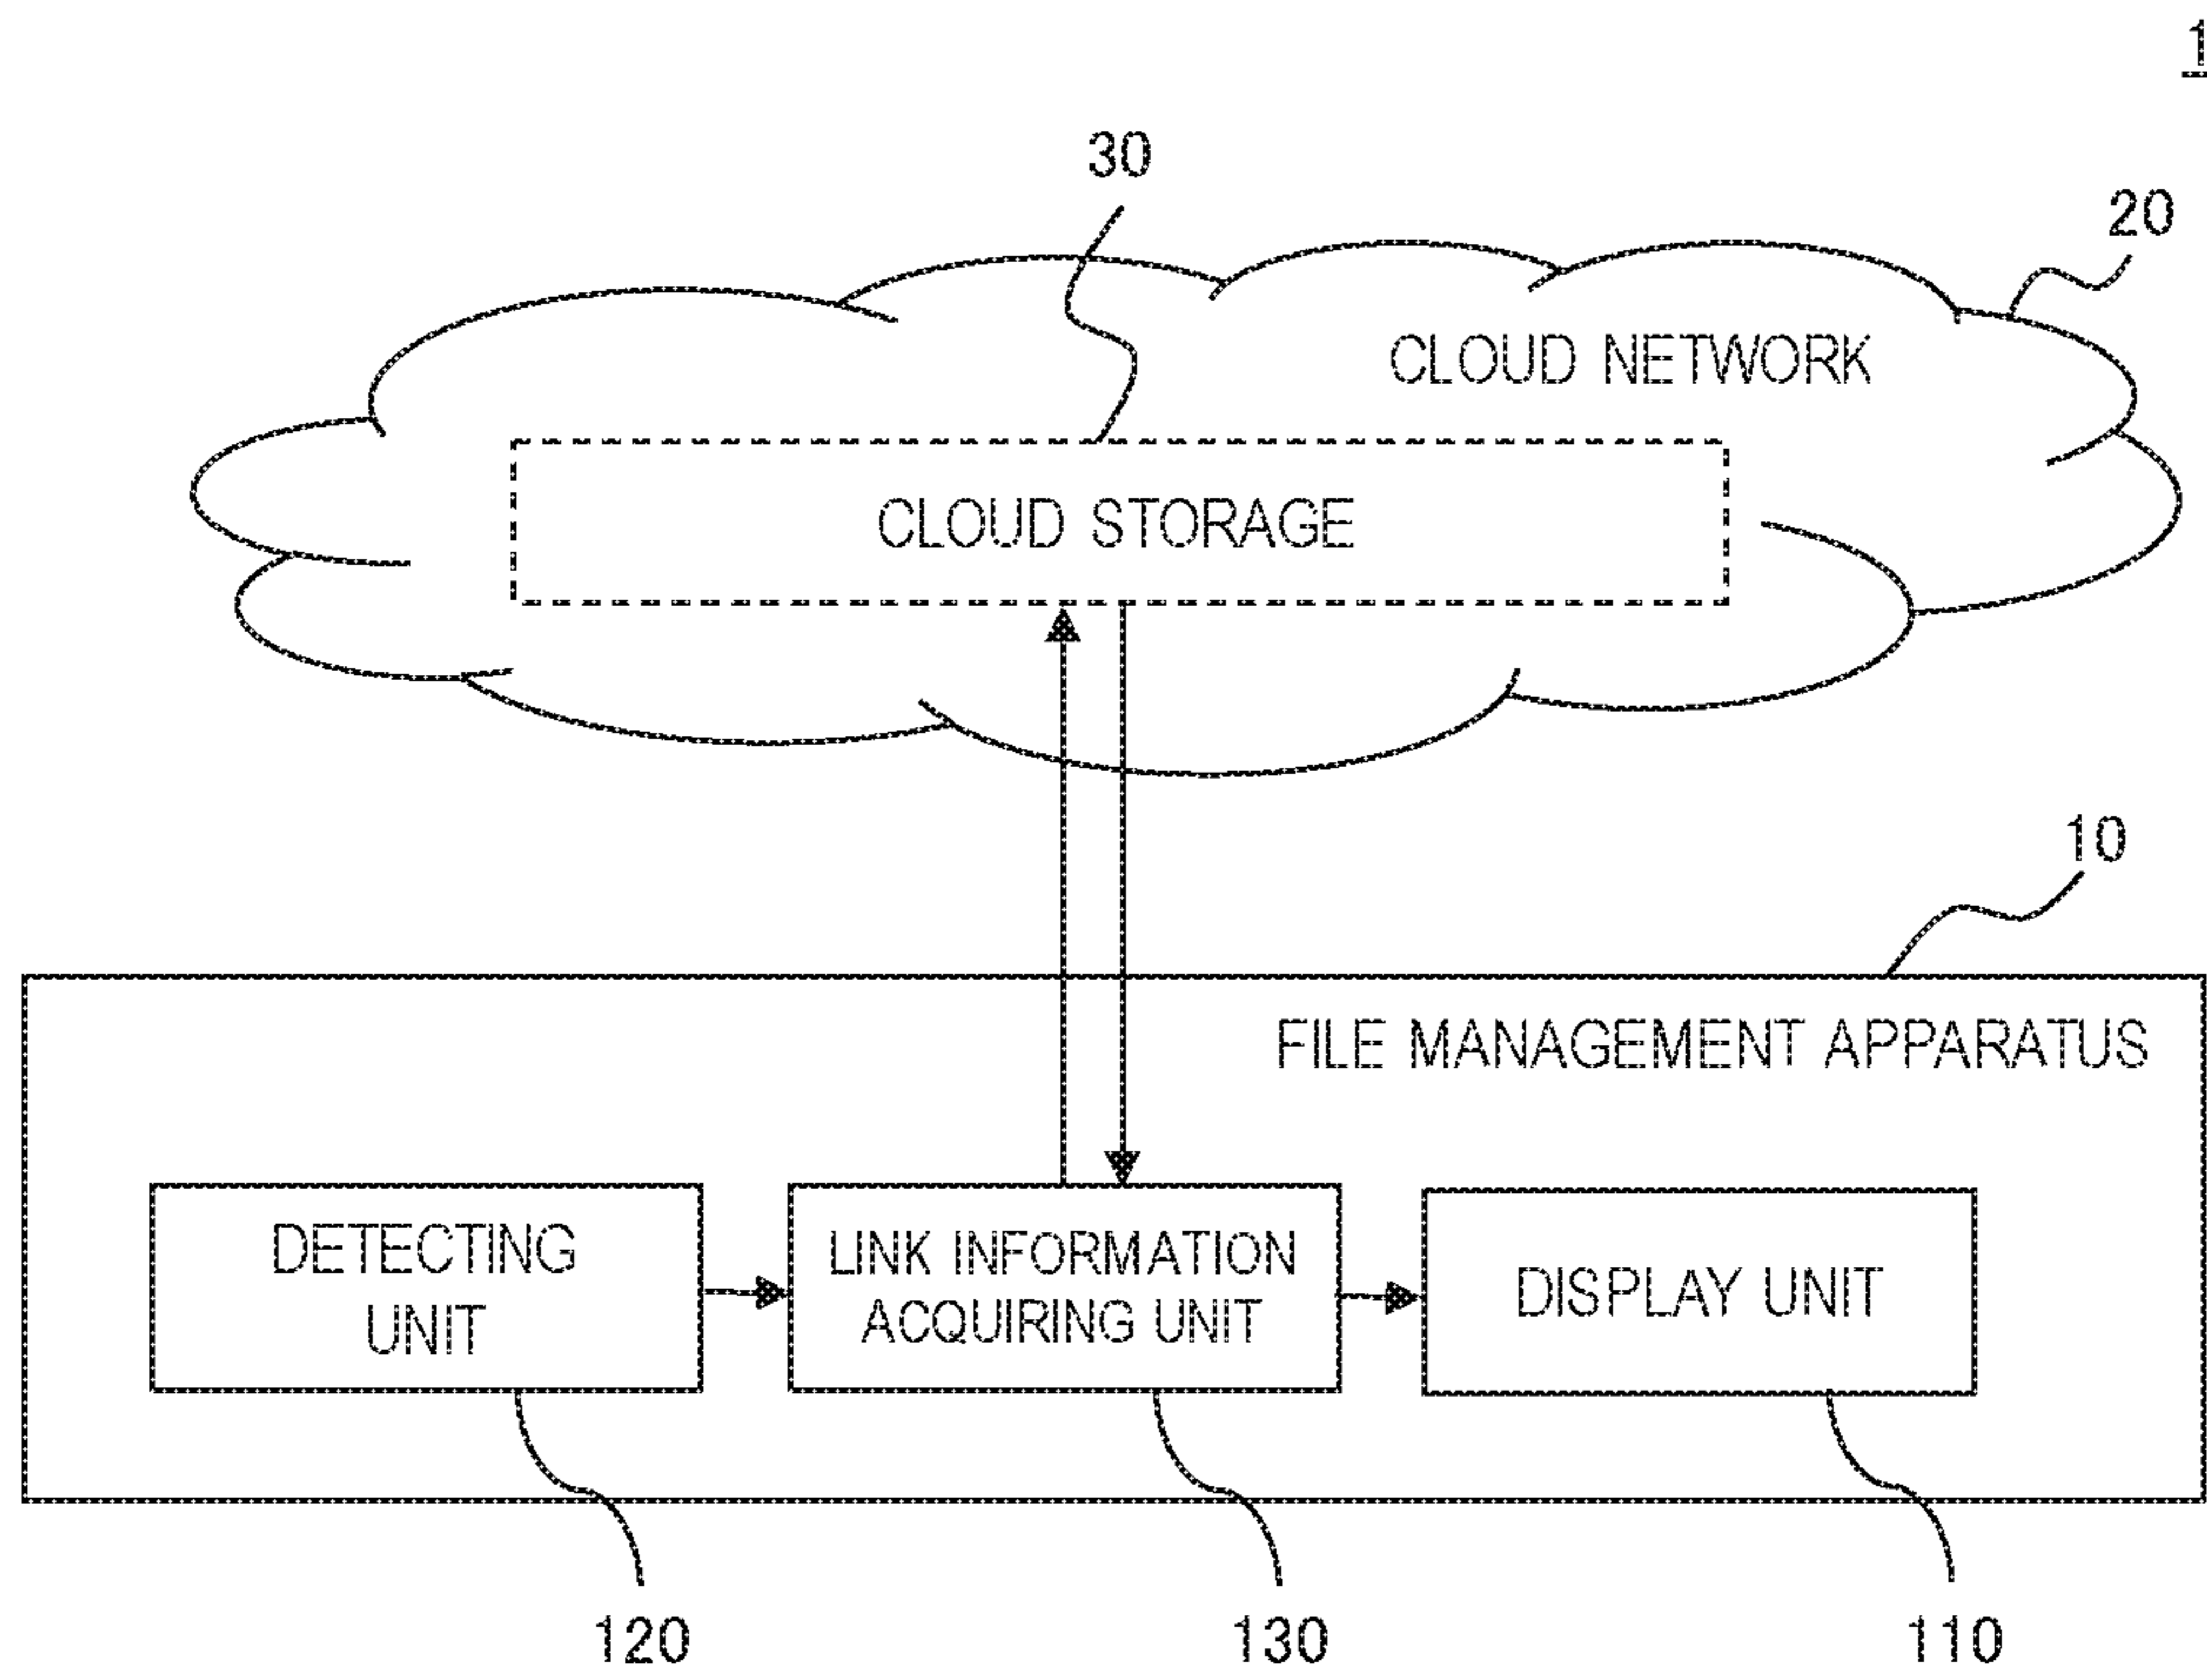 1
30
20
CLOUD NETWORK
CLOUD STORAGE
10
FILE MANAGEMENT APPARATUS
DETECTING
UNIT
LINK INFORMATION
ACQUIRING UNIT
DISPLAY UNIT
120
130
110